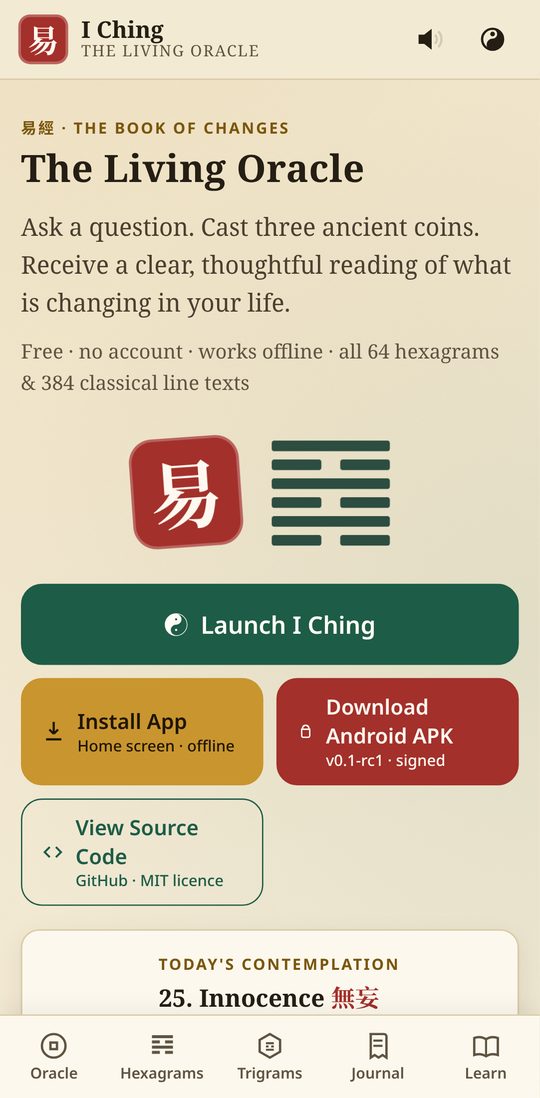 易
I Ching
THE LIVING ORACLE
易經 · THE BOOK OF CHANGES
The Living Oracle
Ask a question. Cast three ancient coins.
Receive a clear, thoughtful reading of what
is changing in your life.
Free · no account · works offline · all 64 hexagrams
& 384 classical line texts
易
Launch I Ching
Install App
Home screen · offline
Download
Android APK
v0.1-rc1 · signed
View Source
Code
GitHub · MIT licence
TODAY'S CONTEMPLATION
25. Innocence 無妄
Oracle
Hexagrams
Trigrams
Journal
Learn